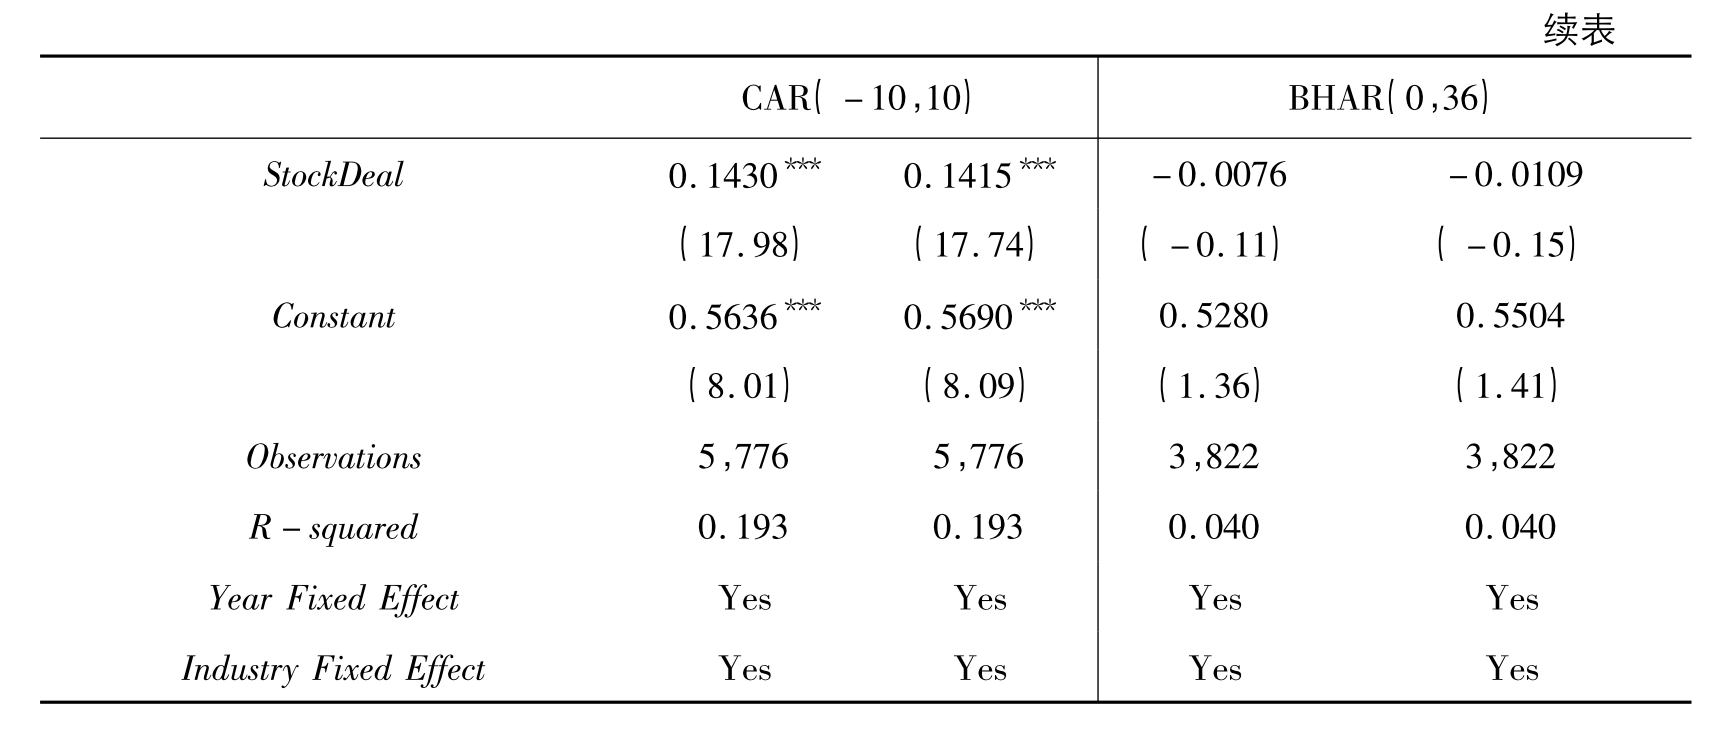 续表
CAR( -10,10) BHAR(0,36)
StockDeal 0.1430*** 0.1415*** -0.0076 -0.0109
(17.98) (17.74) ( -0.11) ( -0.15)
Constant 0.5636*** 0.5690*** 0.5280 0.5504
(8.01) (8.09) (1.36) (1.41)
Observations 5,776 5,776 3,822 3,822
R-squared 0.193 0.193 0.040 0.040
Year Fixed Effect Yes Yes Yes Yes
Industry Fixed Effect Yes Yes Yes Yes